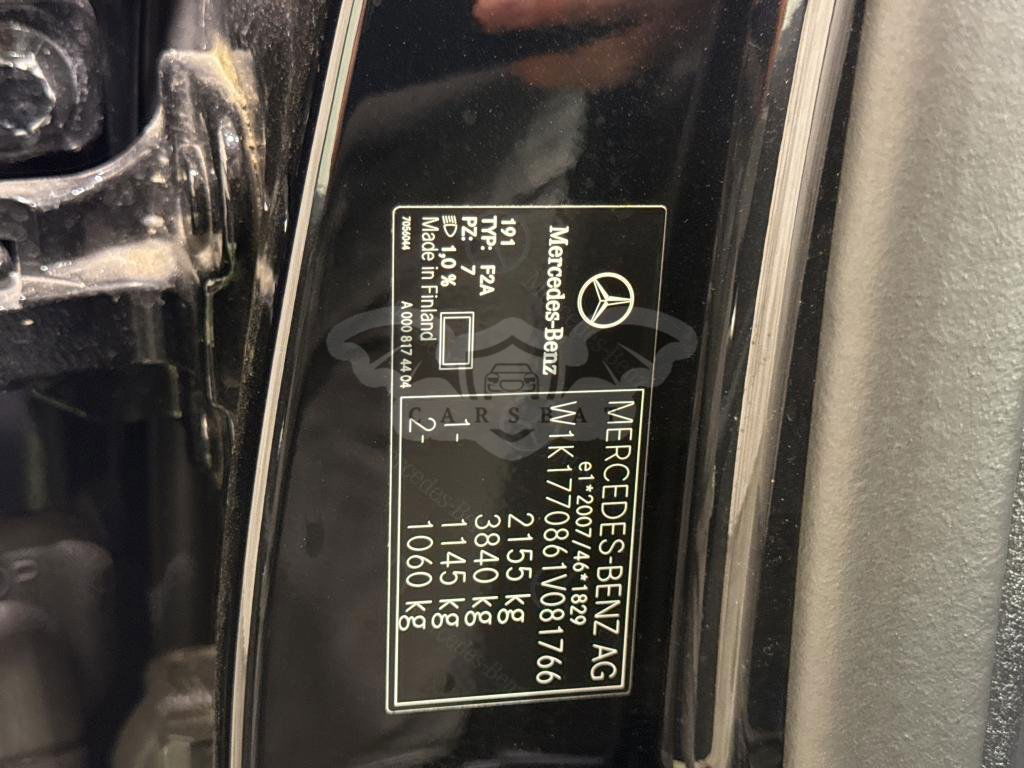 Mercedes-Benz
191
TYP: F2A
PZ: 7
1,0 %
Made in Finland
7056044
A 000 817 44 04
MERCEDES-BENZ AG
e1*2007/46*1829
W1K1770861V081766
2155 kg
3840 kg
1- 1145 kg
2- 1060 kg